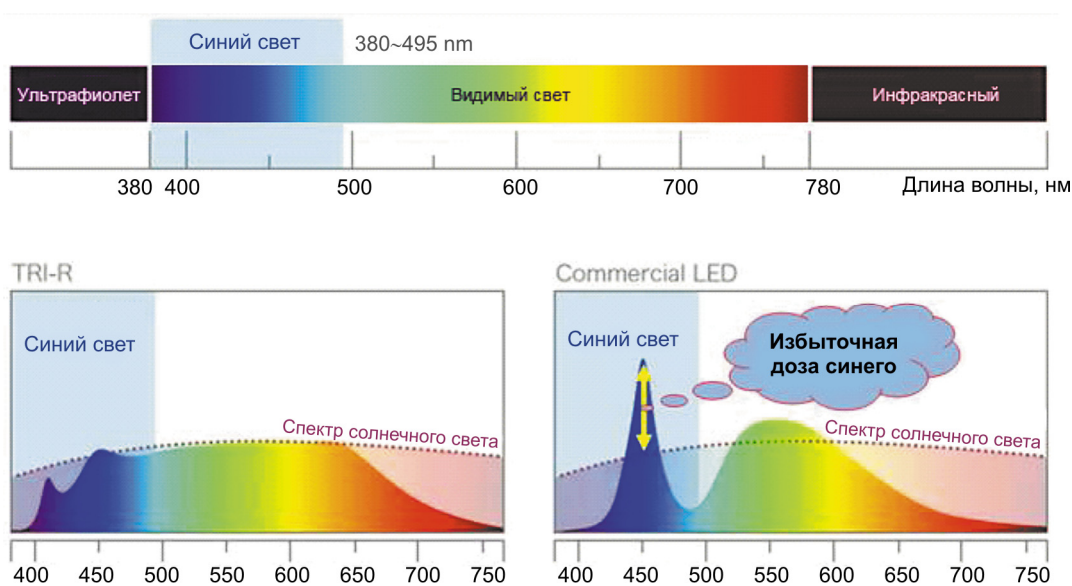 Синий свет
380~495 nm
Ультрафиолет
Видимый свет
Инфракрасный
380 400 500 600 700 780 Длина волны, нм
TRI-R
Синий свет
Спектр солнечного света
400 450 500 550 600 650 700 750
Commercial LED
Синий свет
Избыточная
доза синего
Спектр солнечного света
400 450 500 550 600 650 700 750